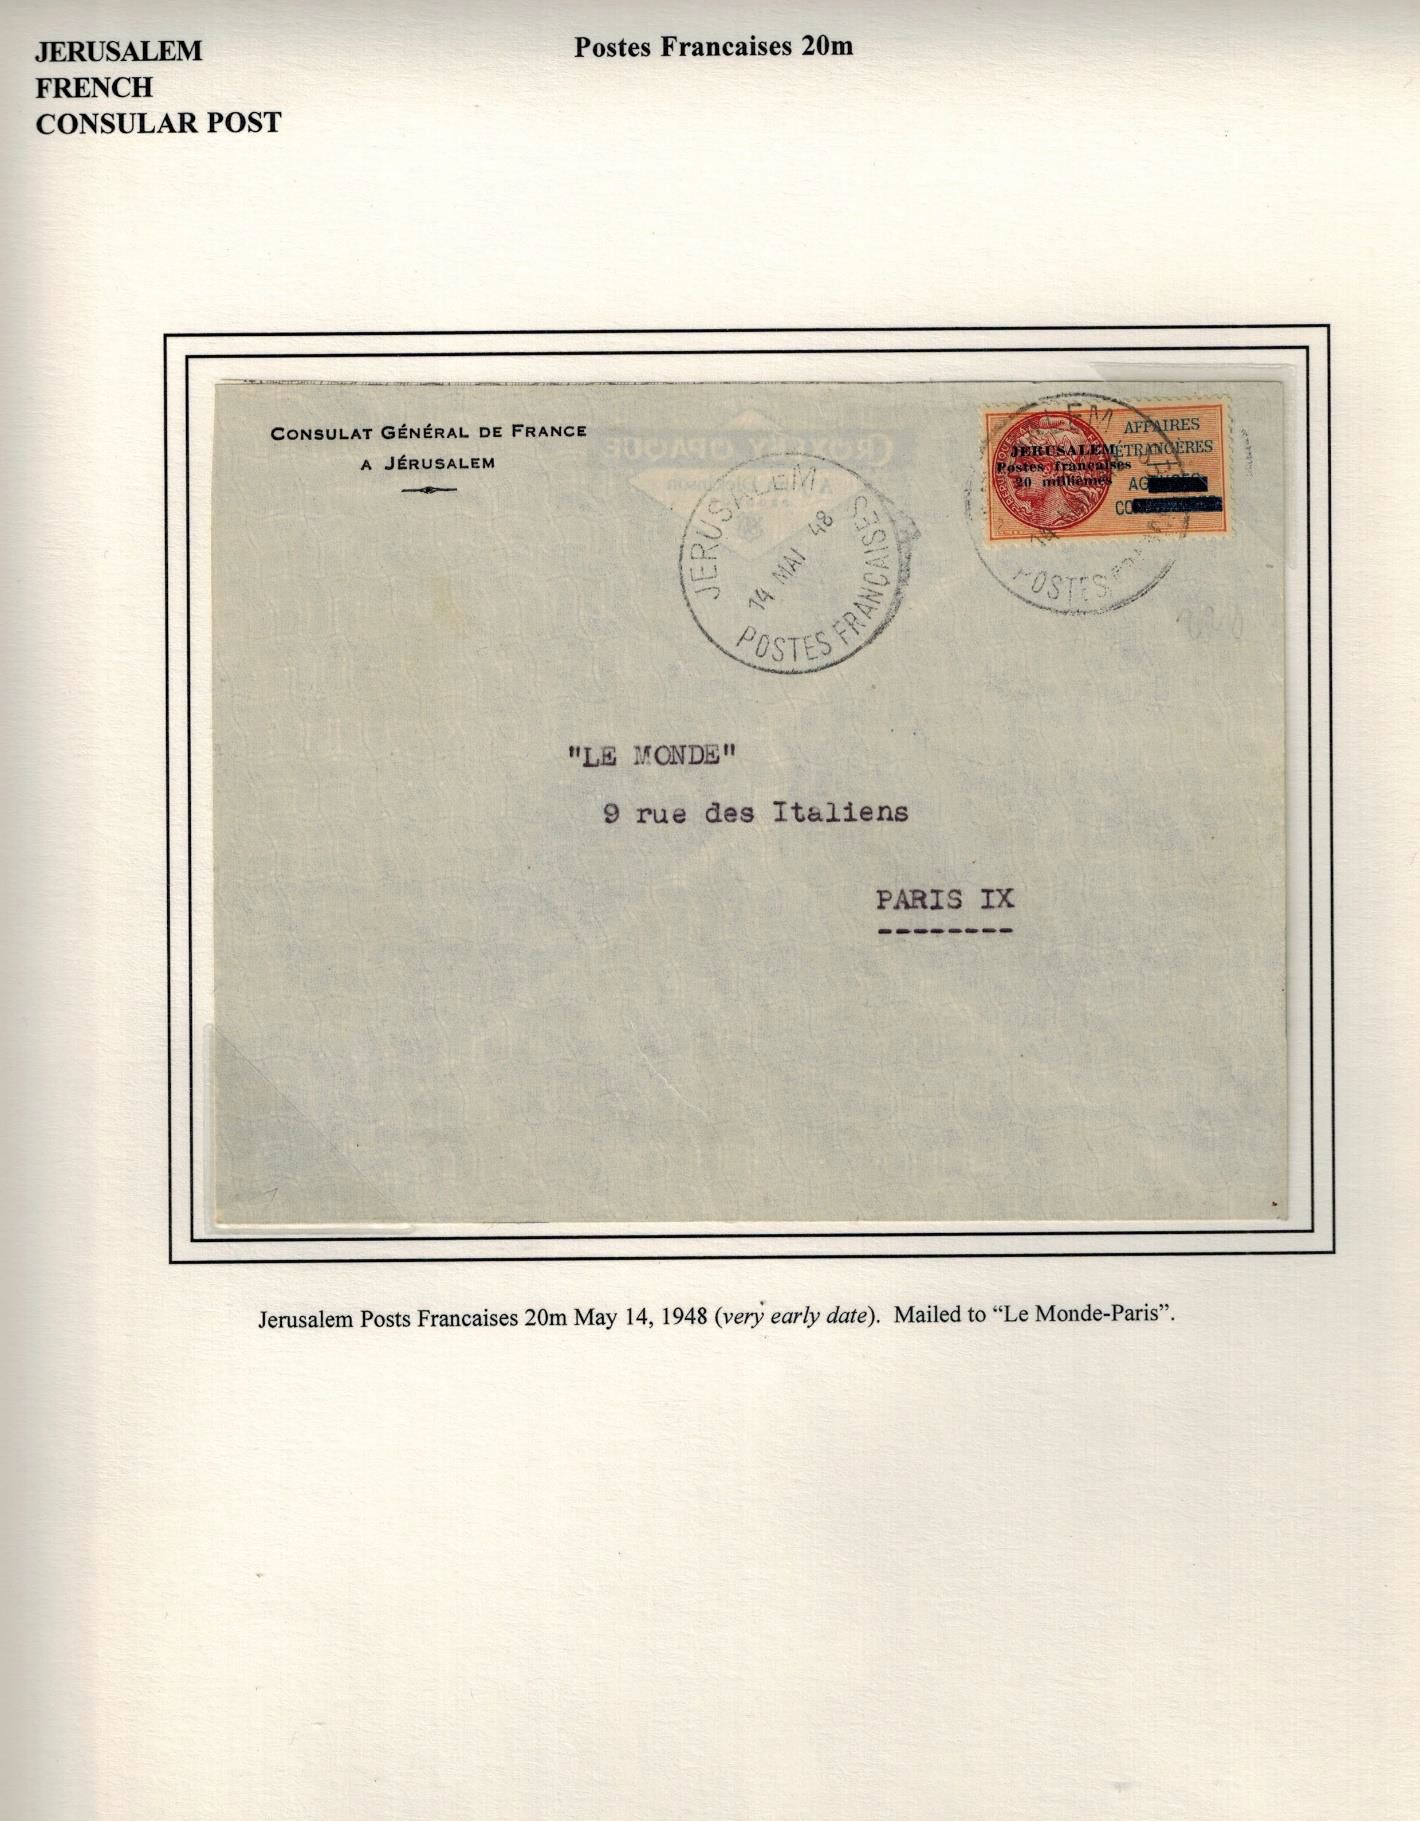 JERUSALEM
FRENCH
CONSULAR POST
Postes Francaises 20m
CONSULAT GÉNÉRAL DE FRANCE
A JÉRUSALEM
JERUSALEM
14 MAI 48
POSTES FRANCAISES
AFFAIRES
ÉTRANGÈRES
JERUSALEM
Postes françaises
20 millièmes
14
POSTES
"LE MONDE"
9 rue des Italiens
PARIS IX
--------
Jerusalem Posts Francaises 20m May 14, 1948 (very early date). Mailed to “Le Monde-Paris”.